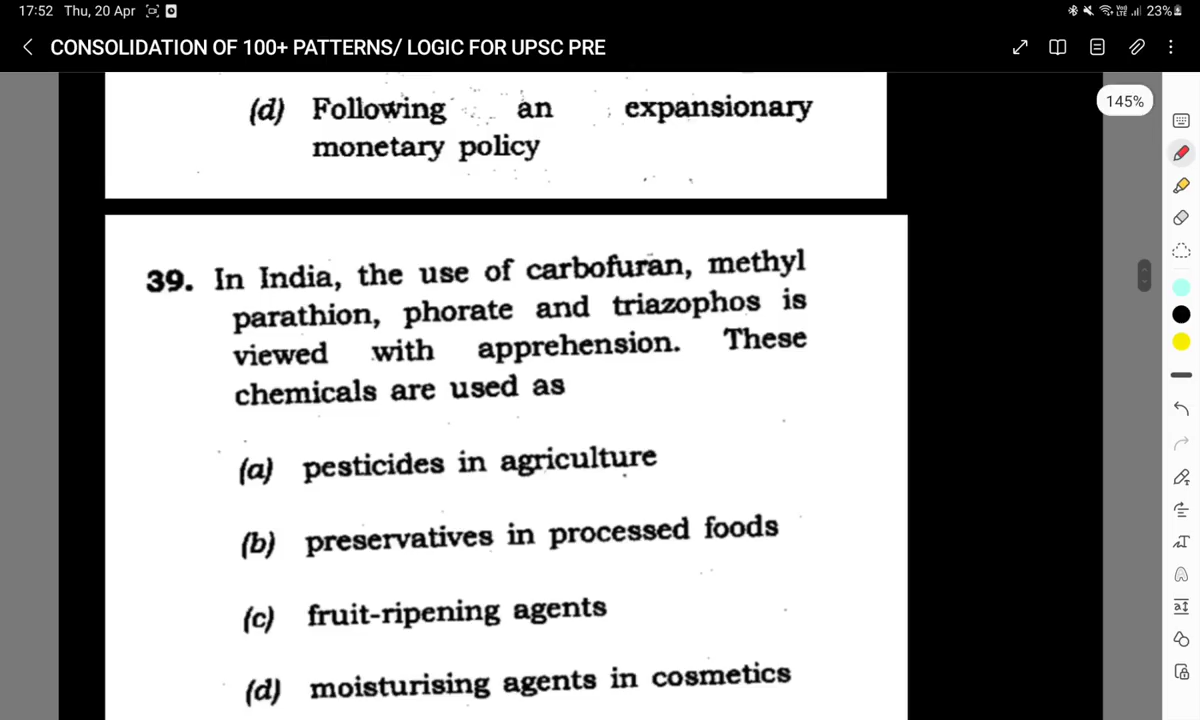 17:52 Thu, 20 Apr
23%
CONSOLIDATION OF 100+ PATTERNS/ LOGIC FOR UPSC PRE
145%
(d) Following an expansionary
monetary policy
39. In India, the use of carbofuran, methyl
parathion, phorate and triazophos is
viewed with apprehension. These
chemicals are used as
(a) pesticides in agriculture
(b) preservatives in processed foods
(c) fruit-ripening agents
(d) moisturising agents in cosmetics